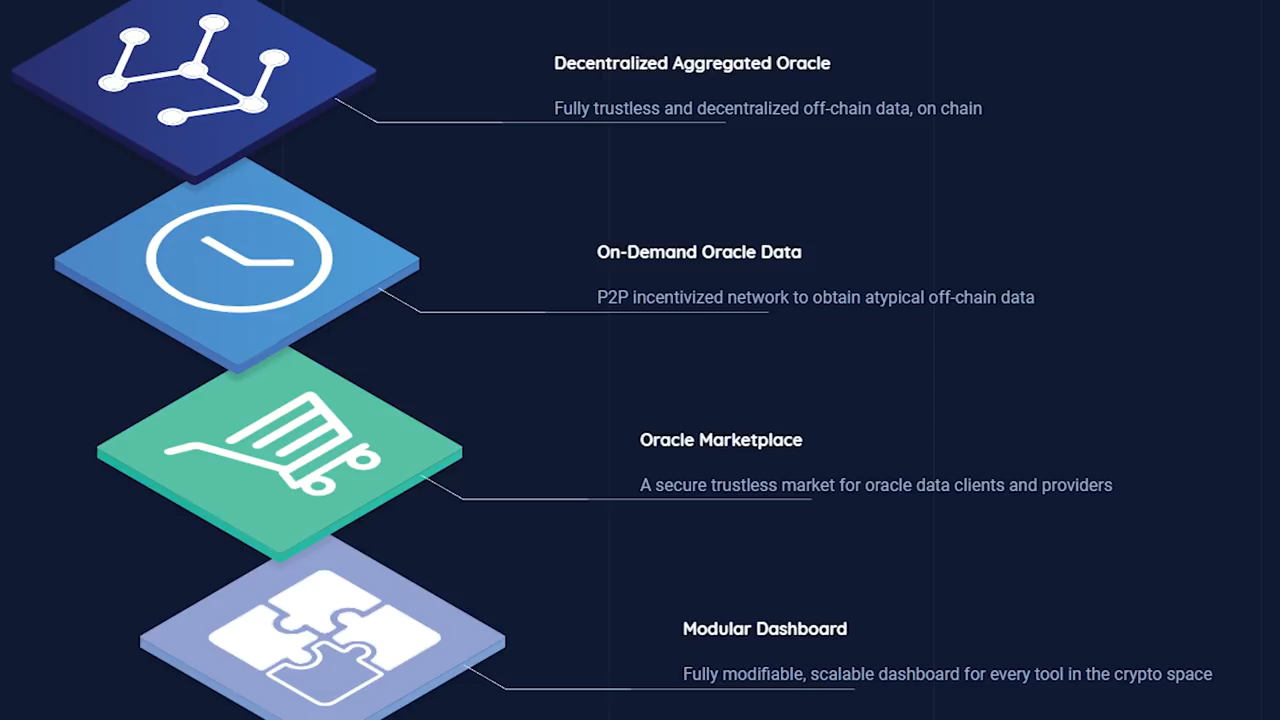 Decentralized Aggregated Oracle
Fully trustless and decentralized off-chain data, on chain
On-Demand Oracle Data
P2P incentivized network to obtain atypical off-chain data
Oracle Marketplace
A secure trustless market for oracle data clients and providers
Modular Dashboard
Fully modifiable, scalable dashboard for every tool in the crypto space